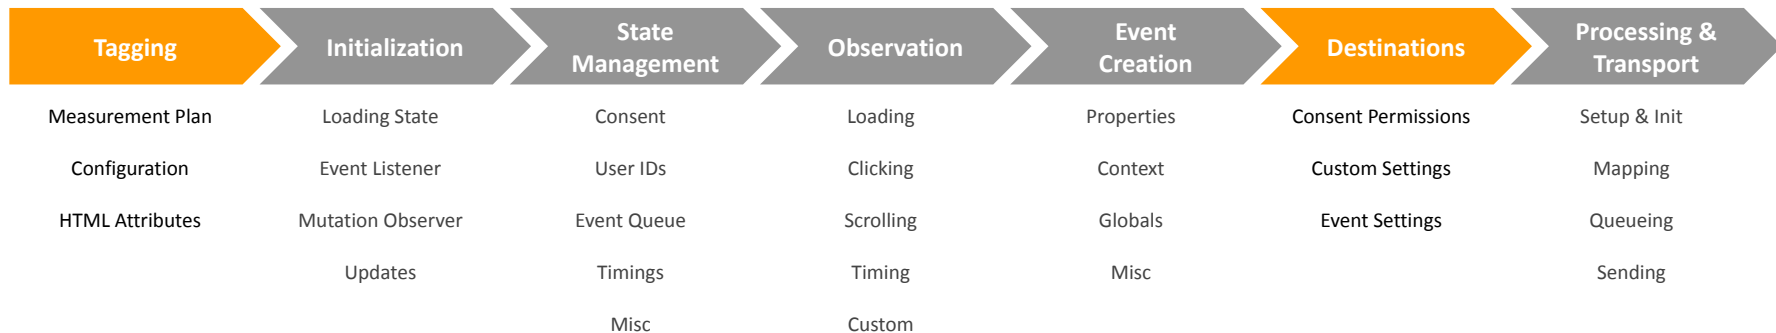 Tagging
Initialization
State
Management
Observation
Event
Creation
Destinations
Processing &
Transport
Measurement Plan
Loading State
Consent
Loading
Properties
Consent Permissions
Setup & Init
Configuration
Event Listener
User IDs
Clicking
Context
Custom Settings
Mapping
HTML Attributes
Mutation Observer
Event Queue
Scrolling
Globals
Event Settings
Queueing
Updates
Timings
Timing
Misc
Sending
Misc
Custom